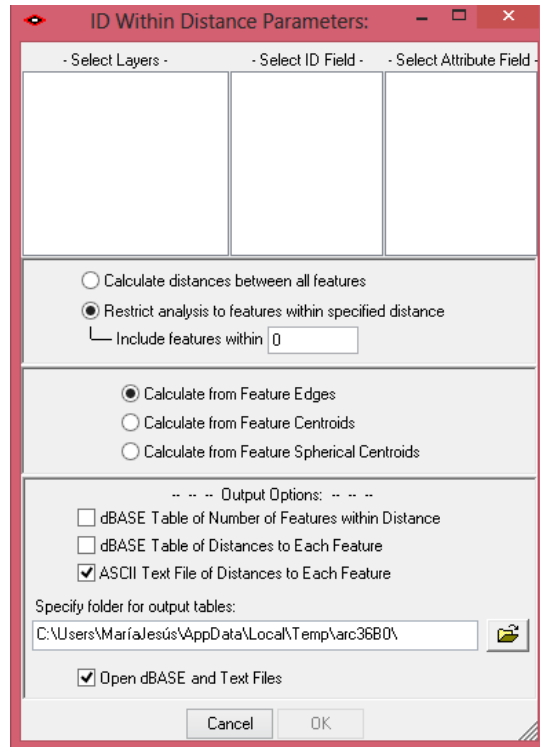 ID Within Distance Parameters:
- Select Layers - - Select ID Field - - Select Attribute Field -
Calculate distances between all features
Restrict analysis to features within specified distance
Include features within 0
Calculate from Feature Edges
Calculate from Feature Centroids
Calculate from Feature Spherical Centroids
-- -- -- Output Options: -- -- --
dBASE Table of Number of Features within Distance
dBASE Table of Distances to Each Feature
ASCII Text File of Distances to Each Feature
Specify folder for output tables:
C:\Users\MaríaJesús\AppData\Local\Temp\arc36B0\
Open dBASE and Text Files
Cancel OK